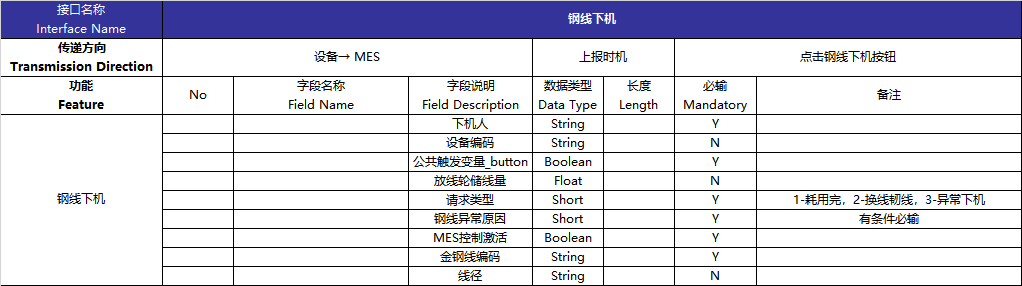 接口名称
Interface Name
钢线下机
传递方向
Transmission Direction
设备→ MES
上报时机
点击钢线下机按钮
功能
Feature
No
字段名称
Field Name
字段说明
Field Description
数据类型
Data Type
长度
Length
必输
Mandatory
备注
钢线下机
下机人 String Y
设备编码 String N
公共触发变量_button Boolean Y
放线轮储线量 Float N
请求类型 Short Y 1-耗用完，2-换线轫线，3-异常下机
钢线异常原因 Short Y 有条件必输
MES控制激活 Boolean Y
金钢线编码 String Y
线径 String N